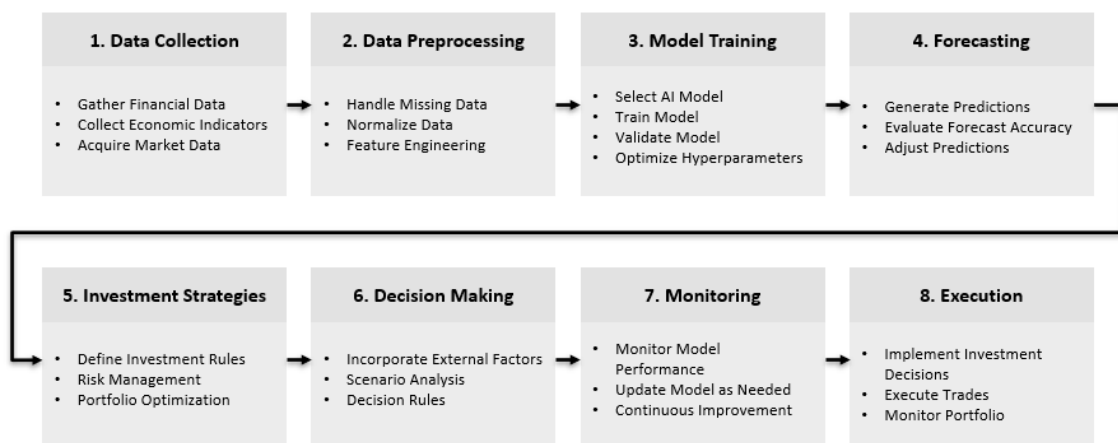 1. Data Collection
• Gather Financial Data
• Collect Economic Indicators
• Acquire Market Data
2. Data Preprocessing
• Handle Missing Data
• Normalize Data
• Feature Engineering
3. Model Training
• Select AI Model
• Train Model
• Validate Model
• Optimize Hyperparameters
4. Forecasting
• Generate Predictions
• Evaluate Forecast Accuracy
• Adjust Predictions
5. Investment Strategies
• Define Investment Rules
• Risk Management
• Portfolio Optimization
6. Decision Making
• Incorporate External Factors
• Scenario Analysis
• Decision Rules
7. Monitoring
• Monitor Model
Performance
• Update Model as Needed
• Continuous Improvement
8. Execution
• Implement Investment
Decisions
• Execute Trades
• Monitor Portfolio